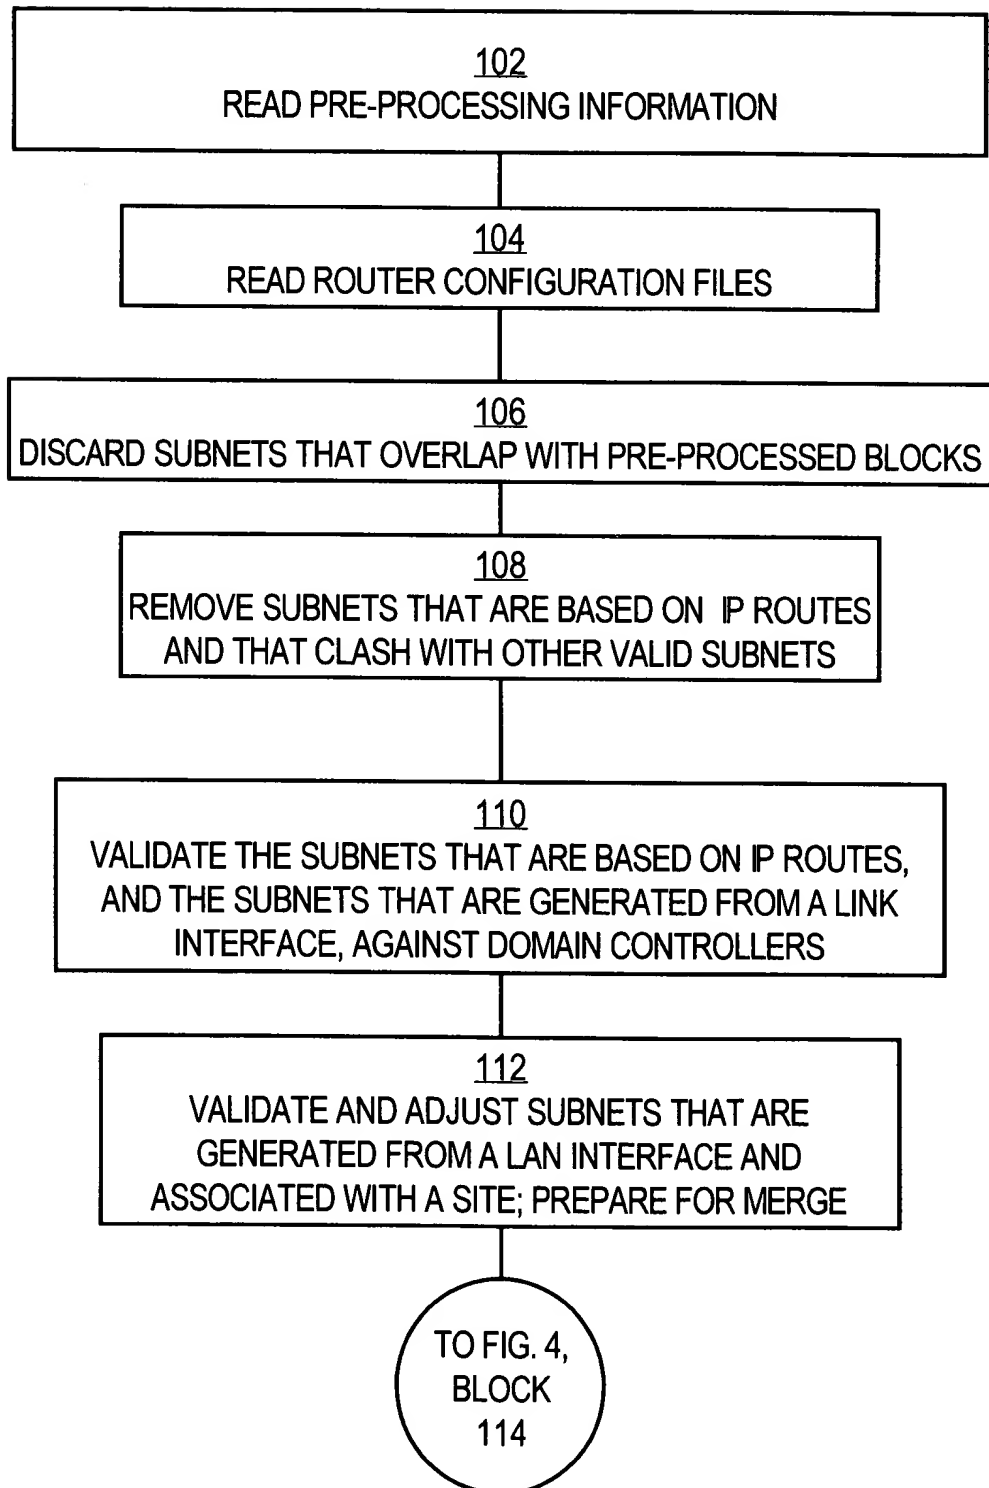 102
READ PRE-PROCESSING INFORMATION
104
READ ROUTER CONFIGURATION FILES
106
DISCARD SUBNETS THAT OVERLAP WITH PRE-PROCESSED BLOCKS
108
REMOVE SUBNETS THAT ARE BASED ON IP ROUTES
AND THAT CLASH WITH OTHER VALID SUBNETS
110
VALIDATE THE SUBNETS THAT ARE BASED ON IP ROUTES,
AND THE SUBNETS THAT ARE GENERATED FROM A LINK
INTERFACE, AGAINST DOMAIN CONTROLLERS
112
VALIDATE AND ADJUST SUBNETS THAT ARE
GENERATED FROM A LAN INTERFACE AND
ASSOCIATED WITH A SITE; PREPARE FOR MERGE
TO FIG. 4,
BLOCK
114